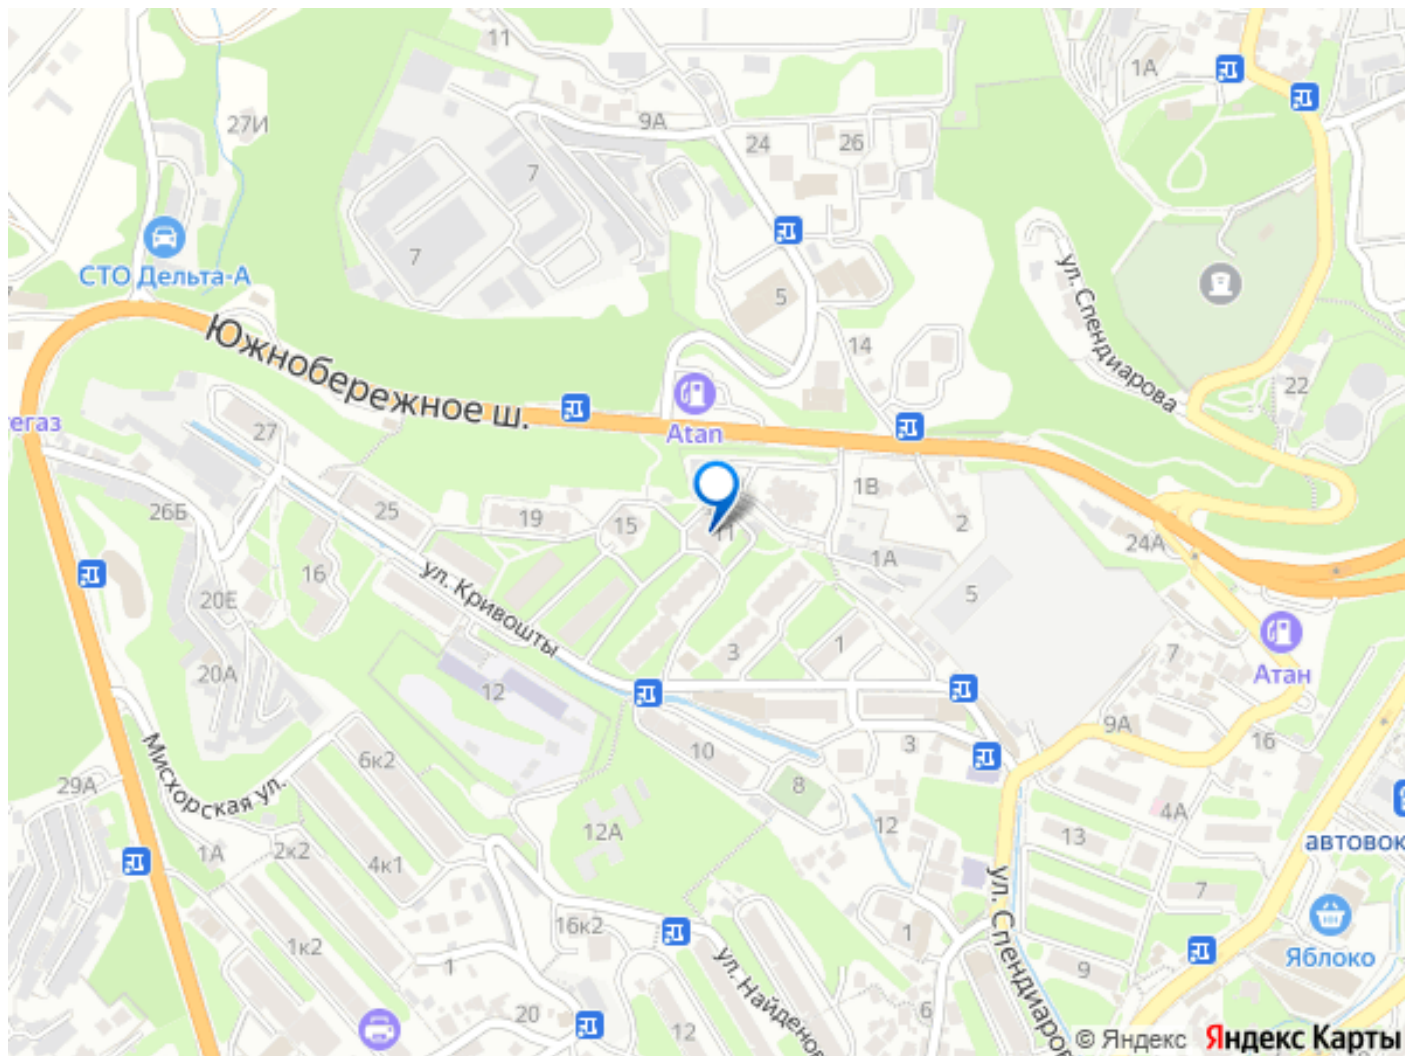 11
1А
27И
9А
24
26
7
7
СТО Дельта-А
5
ул. Спендиарова
Южнобережное ш.
14
22
егаз
Atan
27
26Б
25
19
15
11
1В
2
24А
1А
16
ул. Кривошты
20Е
5
20А
12
3
1
7
Атан
9А
16
Мисхорская ул.
6к2
10
3
8
29А
4А
12А
12
13
автовок
1А
2к2
4к1
ул. Спендиаров
7
16к2
1
Яблоко
1к2
1
ул. Найденов
9
20
12
6
© Яндекс Яндекс Карты